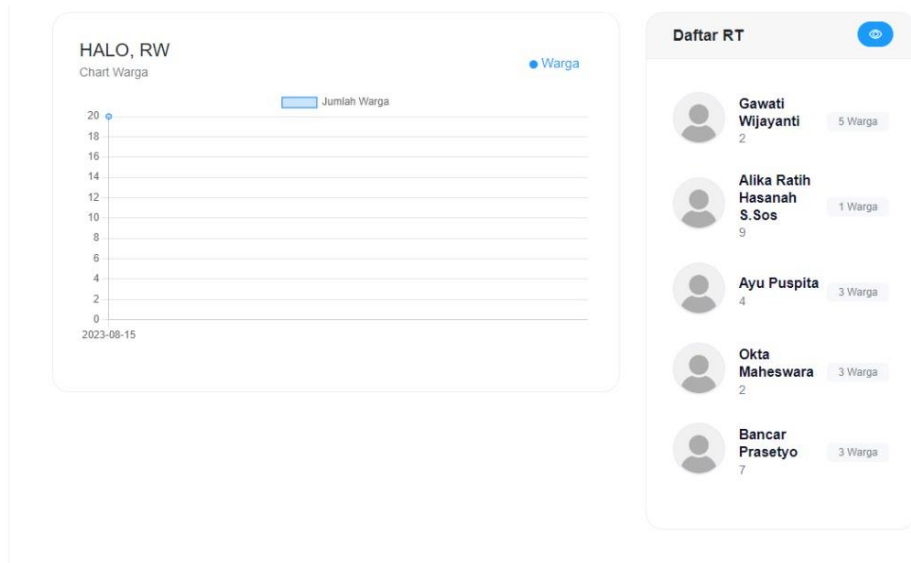 HALO, RW
Chart Warga
Warga
Jumlah Warga
20
18
16
14
12
10
8
6
4
2
0
2023-08-15
Daftar RT
Gawati
Wijayanti
2
5 Warga
Alika Ratih
Hasanah
S.Sos
9
1 Warga
Ayu Puspita
4
3 Warga
Okta
Maheswara
2
3 Warga
Bancar
Prasetyo
7
3 Warga